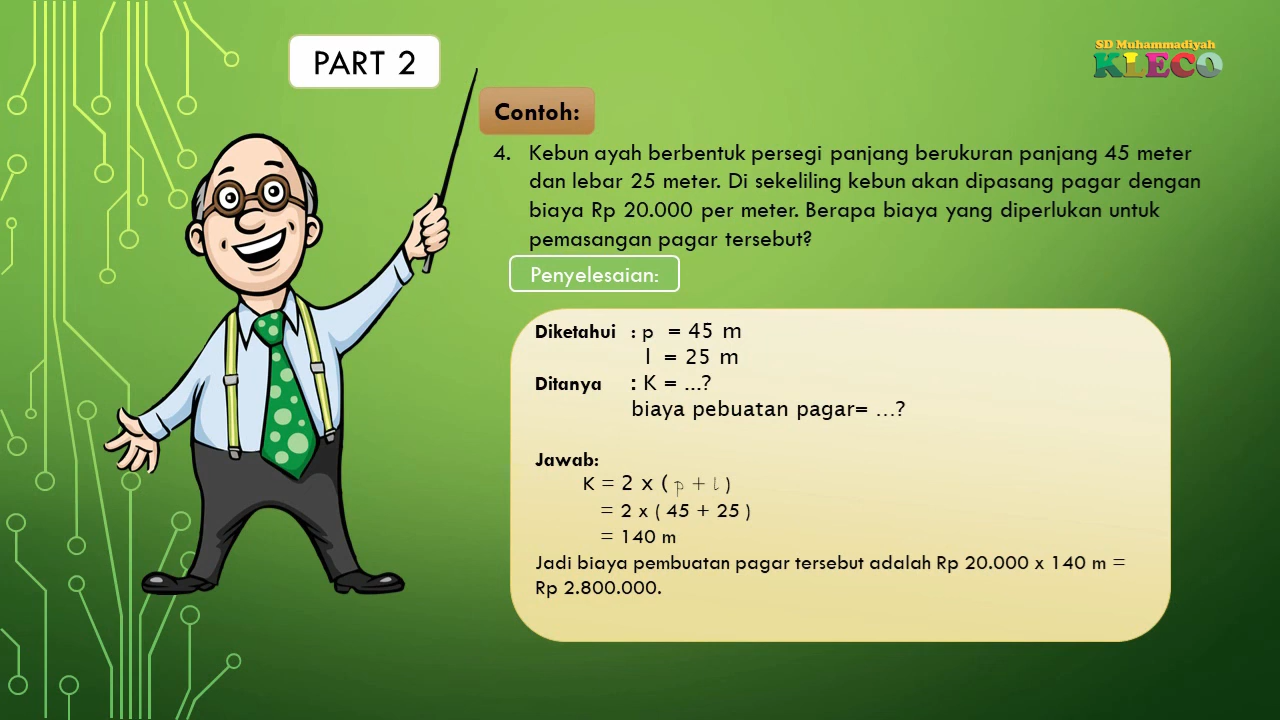 PART 2
SD Muhammadiyah
KLECO
Contoh:
4. Kebun ayah berbentuk persegi panjang berukuran panjang 45 meter
dan lebar 25 meter. Di sekeliling kebun akan dipasang pagar dengan
biaya Rp 20.000 per meter. Berapa biaya yang diperlukan untuk
pemasangan pagar tersebut?
Penyelesaian:
Diketahui : p = 45 m
l = 25 m
Ditanya : K = ...?
biaya pebuatan pagar= ...?
Jawab:
K = 2 x ( p + l )
= 2 x ( 45 + 25 )
= 140 m
Jadi biaya pembuatan pagar tersebut adalah Rp 20.000 x 140 m =
Rp 2.800.000.